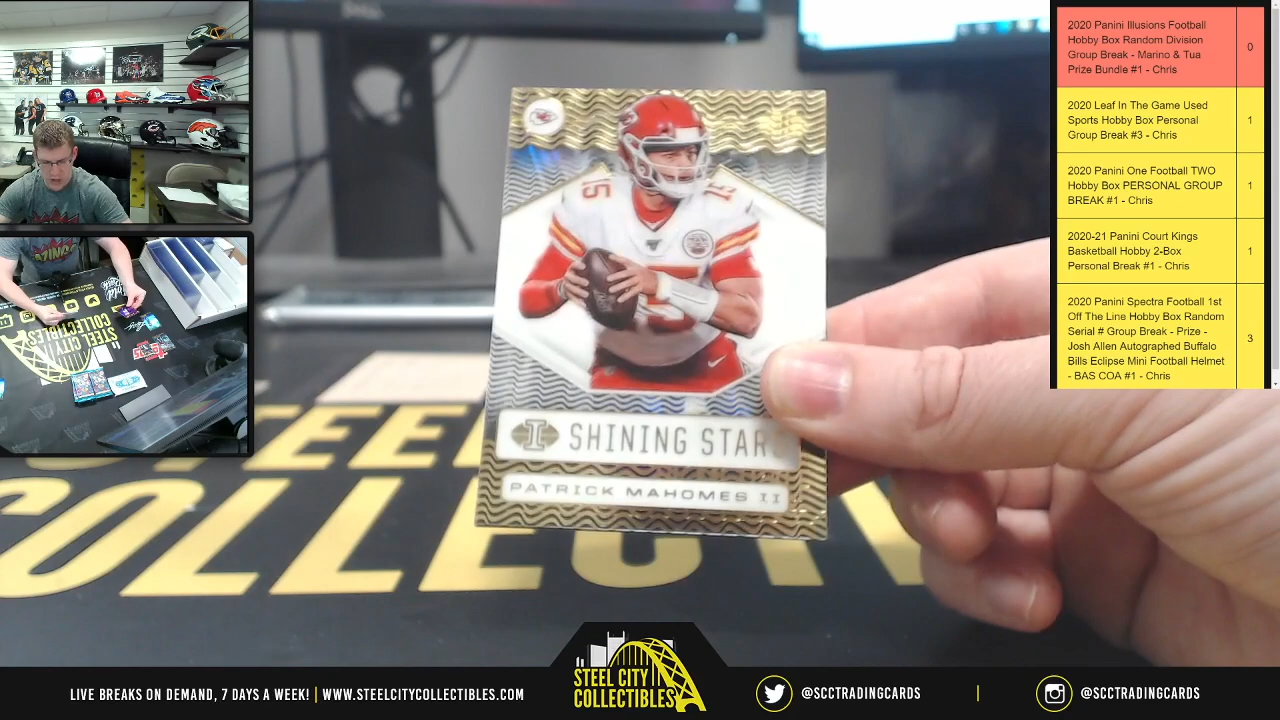 2020 Panini Illusions Football
Hobby Box Random Division
Group Break - Marino & Tua
Prize Bundle #1 - Chris
0
2020 Leaf In The Game Used
Sports Hobby Box Personal
Group Break #3 - Chris
1
2020 Panini One Football TWO
Hobby Box PERSONAL GROUP
BREAK #1 - Chris
1
2020-21 Panini Court Kings
Basketball Hobby 2-Box
Personal Break #1 - Chris
1
2020 Panini Spectra Football 1st
Off The Line Hobby Box Random
Serial # Group Break - Prize -
Josh Allen Autographed Buffalo
Bills Eclipse Mini Football Helmet
- BAS COA #1 - Chris
3
15
15
15
I SHINING STARS
PATRICK MAHOMES II
STEEL CITY
COLLECTIBLES
LIVE BREAKS ON DEMAND, 7 DAYS A WEEK! | WWW.STEELCITYCOLLECTIBLES.COM
STEEL CITY
COLLECTIBLES
@SCCTRADINGCARDS
|
@SCCTRADINGCARDS